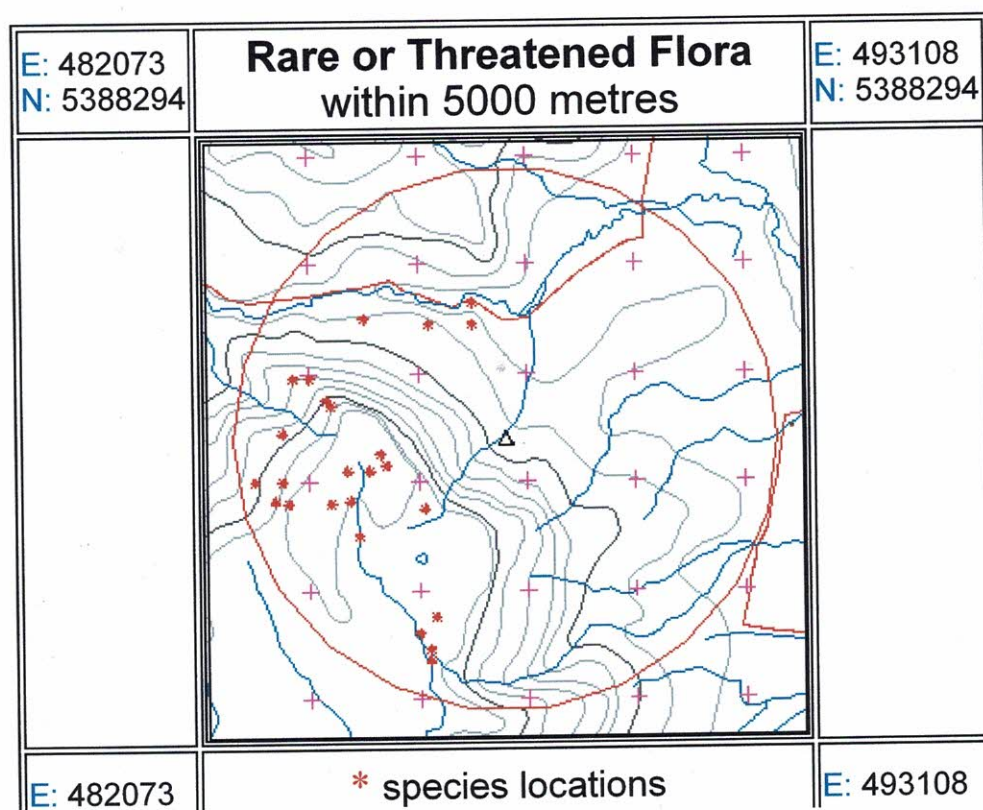 E: 482073
N: 5388294
Rare or Threatened Flora
within 5000 metres
E: 493108
N: 5388294
E: 482073
* species locations
E: 493108